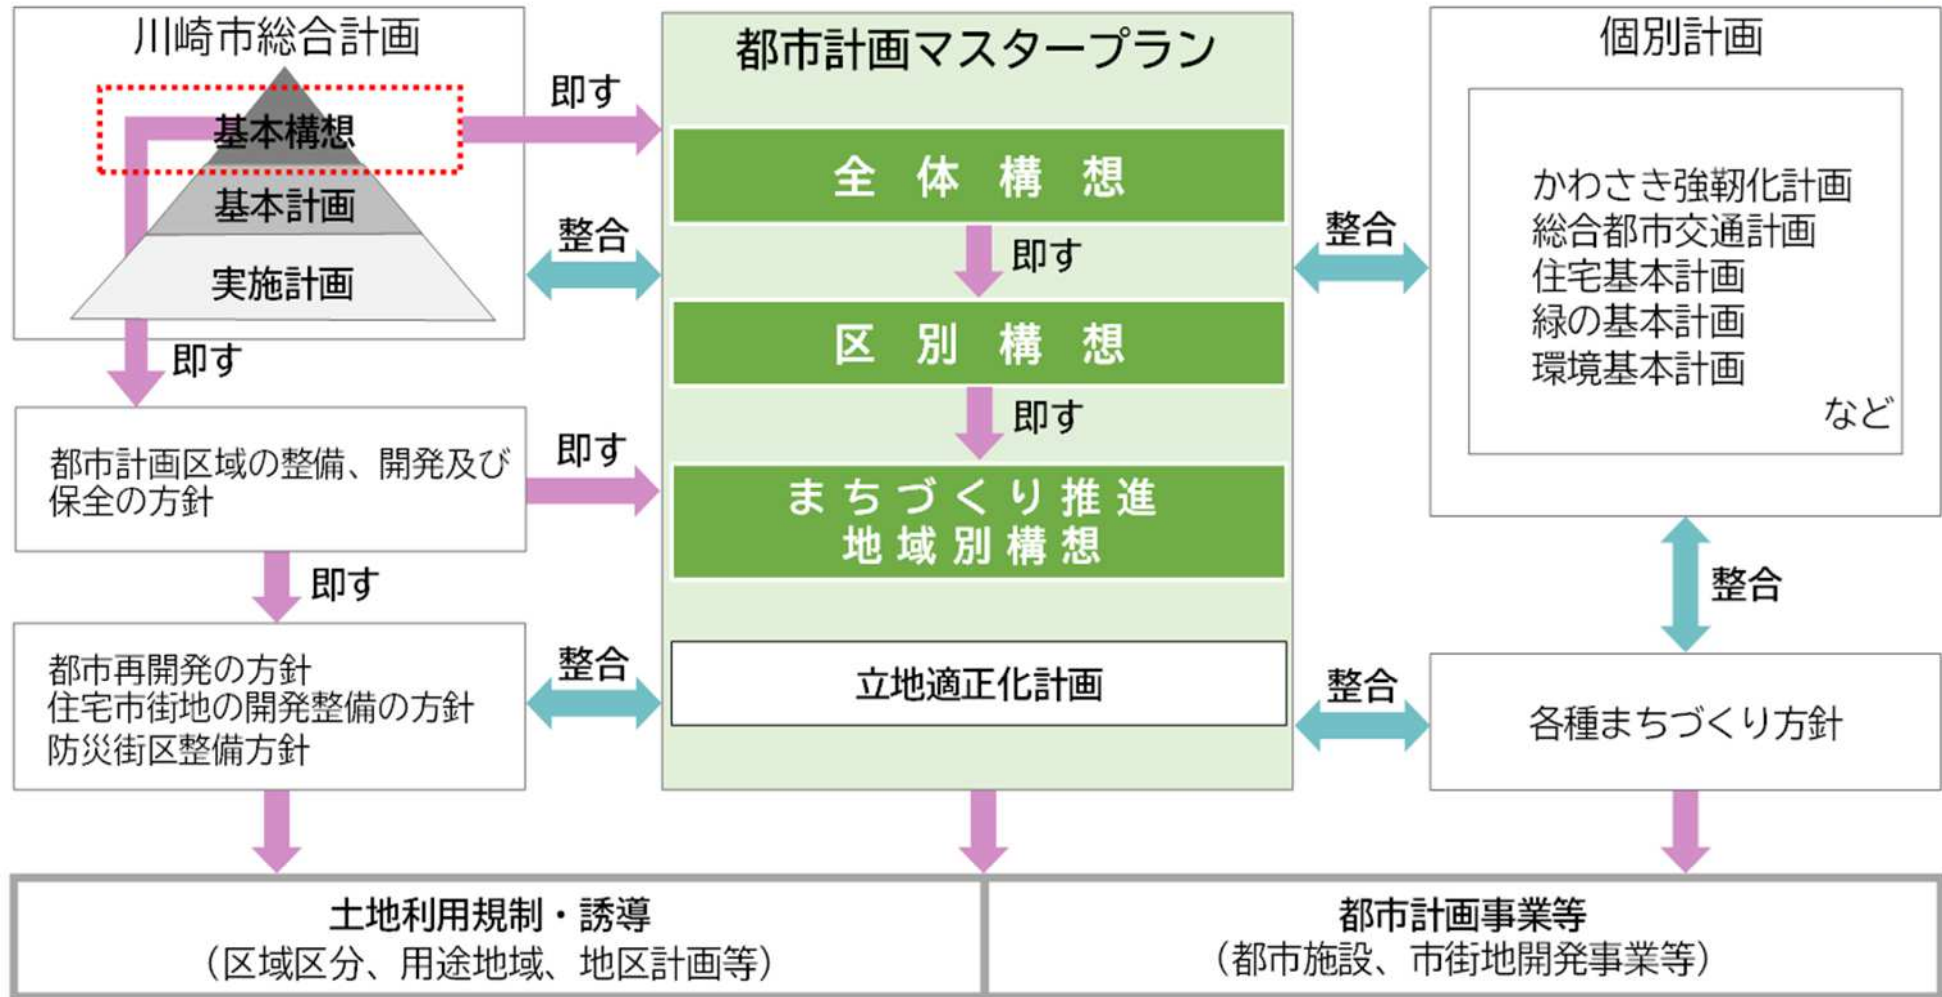 川崎市総合計画
基本構想
基本計画
実施計画
即す
整合
即す
都市計画区域の整備、開発及び
保全の方針
即す
即す
都市再開発の方針
住宅市街地の開発整備の方針
防災街区整備方針
整合
都市計画マスタープラン
全体構想
即す
区別構想
即す
まちづくり推進
地域別構想
立地適正化計画
整合
整合
個別計画
かわさき強靭化計画
総合都市交通計画
住宅基本計画
緑の基本計画
環境基本計画
など
整合
各種まちづくり方針
土地利用規制・誘導
（区域区分、用途地域、地区計画等）
都市計画事業等
（都市施設、市街地開発事業等）